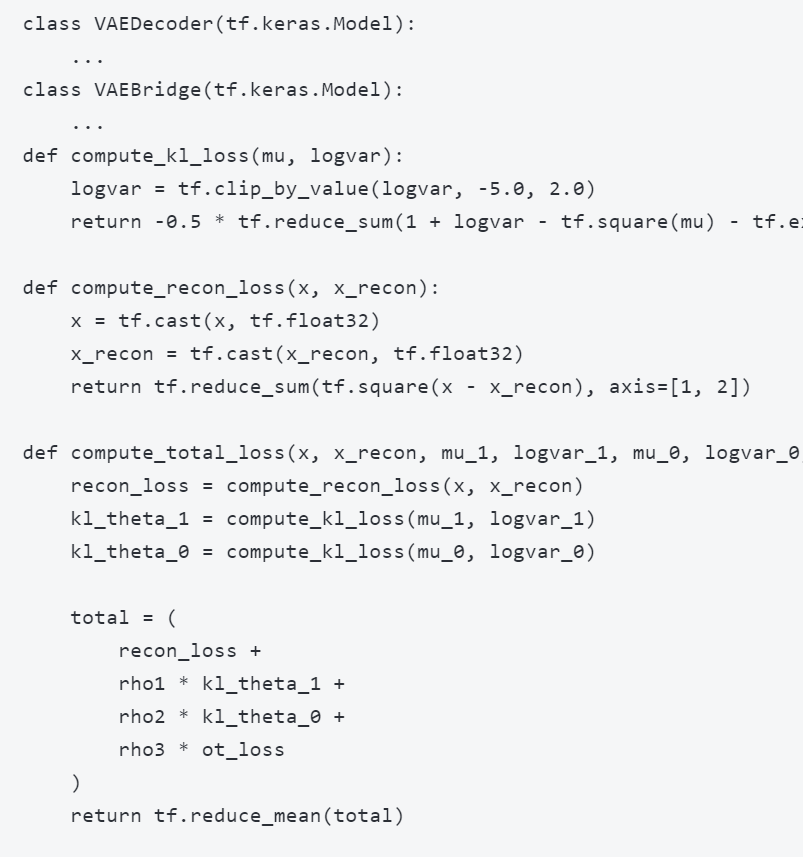 class VAEDecoder(tf.keras.Model):
    ...
class VAEBridge(tf.keras.Model):
    ...
def compute_kl_loss(mu, logvar):
    logvar = tf.clip_by_value(logvar, -5.0, 2.0)
    return -0.5 * tf.reduce_sum(1 + logvar - tf.square(mu) - tf.e
def compute_recon_loss(x, x_recon):
    x = tf.cast(x, tf.float32)
    x_recon = tf.cast(x_recon, tf.float32)
    return tf.reduce_sum(tf.square(x - x_recon), axis=[1, 2])
def compute_total_loss(x, x_recon, mu_1, logvar_1, mu_0, logvar_0,
    recon_loss = compute_recon_loss(x, x_recon)
    kl_theta_1 = compute_kl_loss(mu_1, logvar_1)
    kl_theta_0 = compute_kl_loss(mu_0, logvar_0)
    total = (
        recon_loss +
        rho1 * kl_theta_1 +
        rho2 * kl_theta_0 +
        rho3 * ot_loss
    )
    return tf.reduce_mean(total)